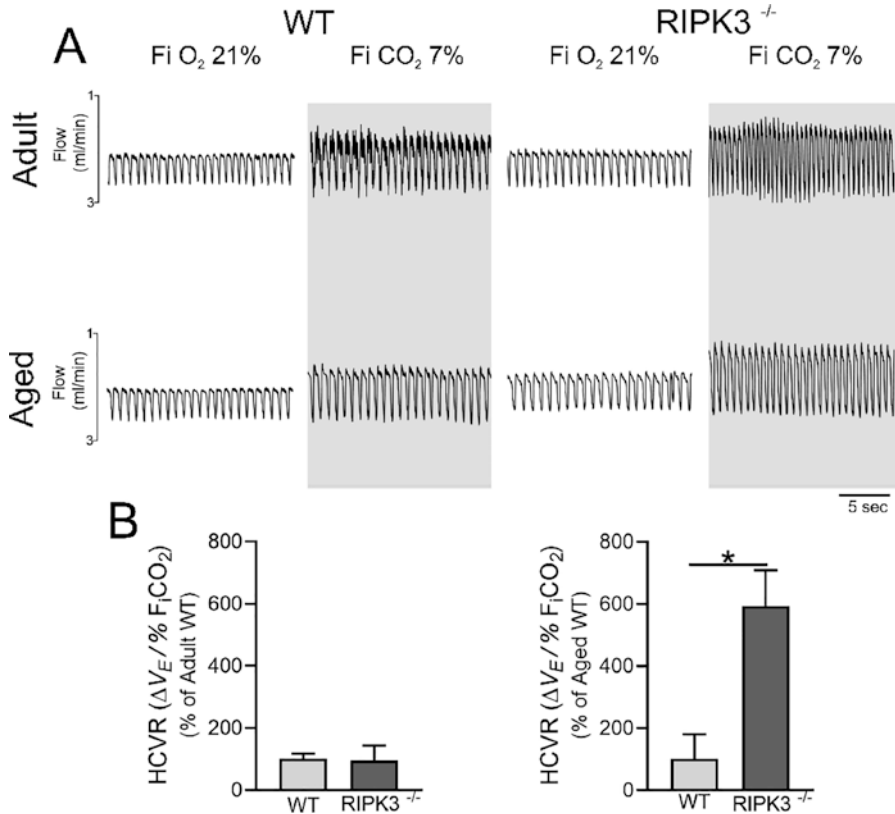 A
WT
RIPK3 -/-
Fi O2 21%
Fi CO2 7%
Fi O2 21%
Fi CO2 7%
Adult
Flow
(ml/min)
1
3
Aged
Flow
(ml/min)
1
3
5 sec
B
HCVR (ΔVE / % FiCO2)
(% of Adult WT)
800
600
400
200
0
WT
RIPK3 -/-
HCVR (ΔVE / % FiCO2)
(% of Aged WT)
800
600
400
200
0
*
WT
RIPK3 -/-